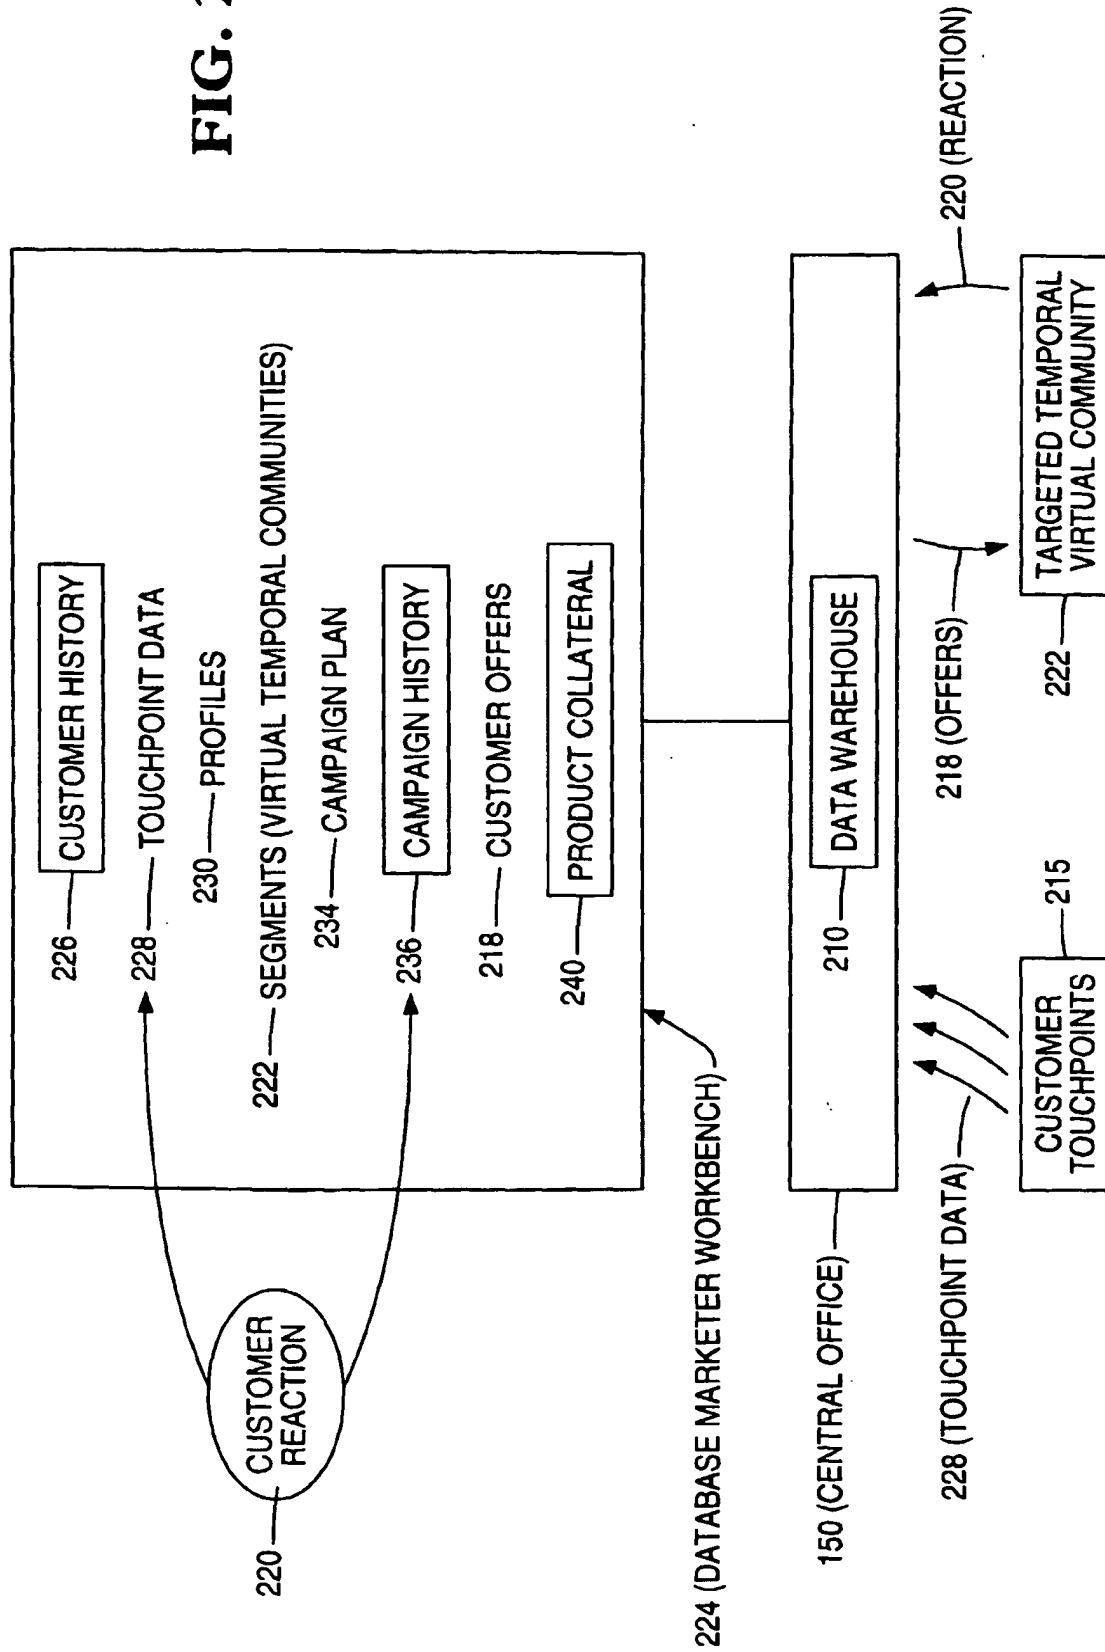 FIG. 2
226
CUSTOMER HISTORY
228
TOUCHPOINT DATA
230
PROFILES
222
SEGMENTS (VIRTUAL TEMPORAL COMMUNITIES)
234
CAMPAIGN PLAN
236
CAMPAIGN HISTORY
218
CUSTOMER OFFERS
240
PRODUCT COLLATERAL
220
CUSTOMER
REACTION
224 (DATABASE MARKETER WORKBENCH)
150 (CENTRAL OFFICE)
210
DATA WAREHOUSE
228 (TOUCHPOINT DATA)
218 (OFFERS)
220 (REACTION)
CUSTOMER
TOUCHPOINTS
215
222
TARGETED TEMPORAL
VIRTUAL COMMUNITY